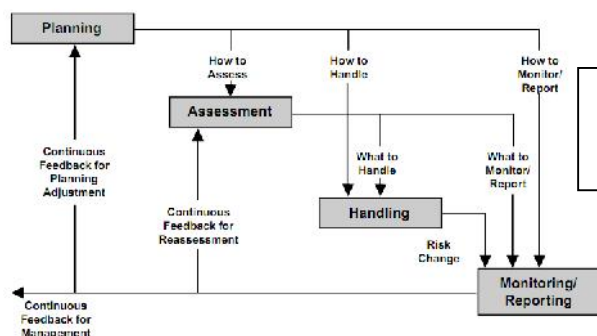 Planning
How to
Assess
How to
Handle
How to
Monitor/
Report
Assessment
Continuous
Feedback for
Planning
Adjustment
What to
Handle
What to
Monitor/
Report
Continuous
Feedback for
Reassessment
Handling
Risk
Change
Monitoring/
Reporting
Continuous
Feedback for
Management